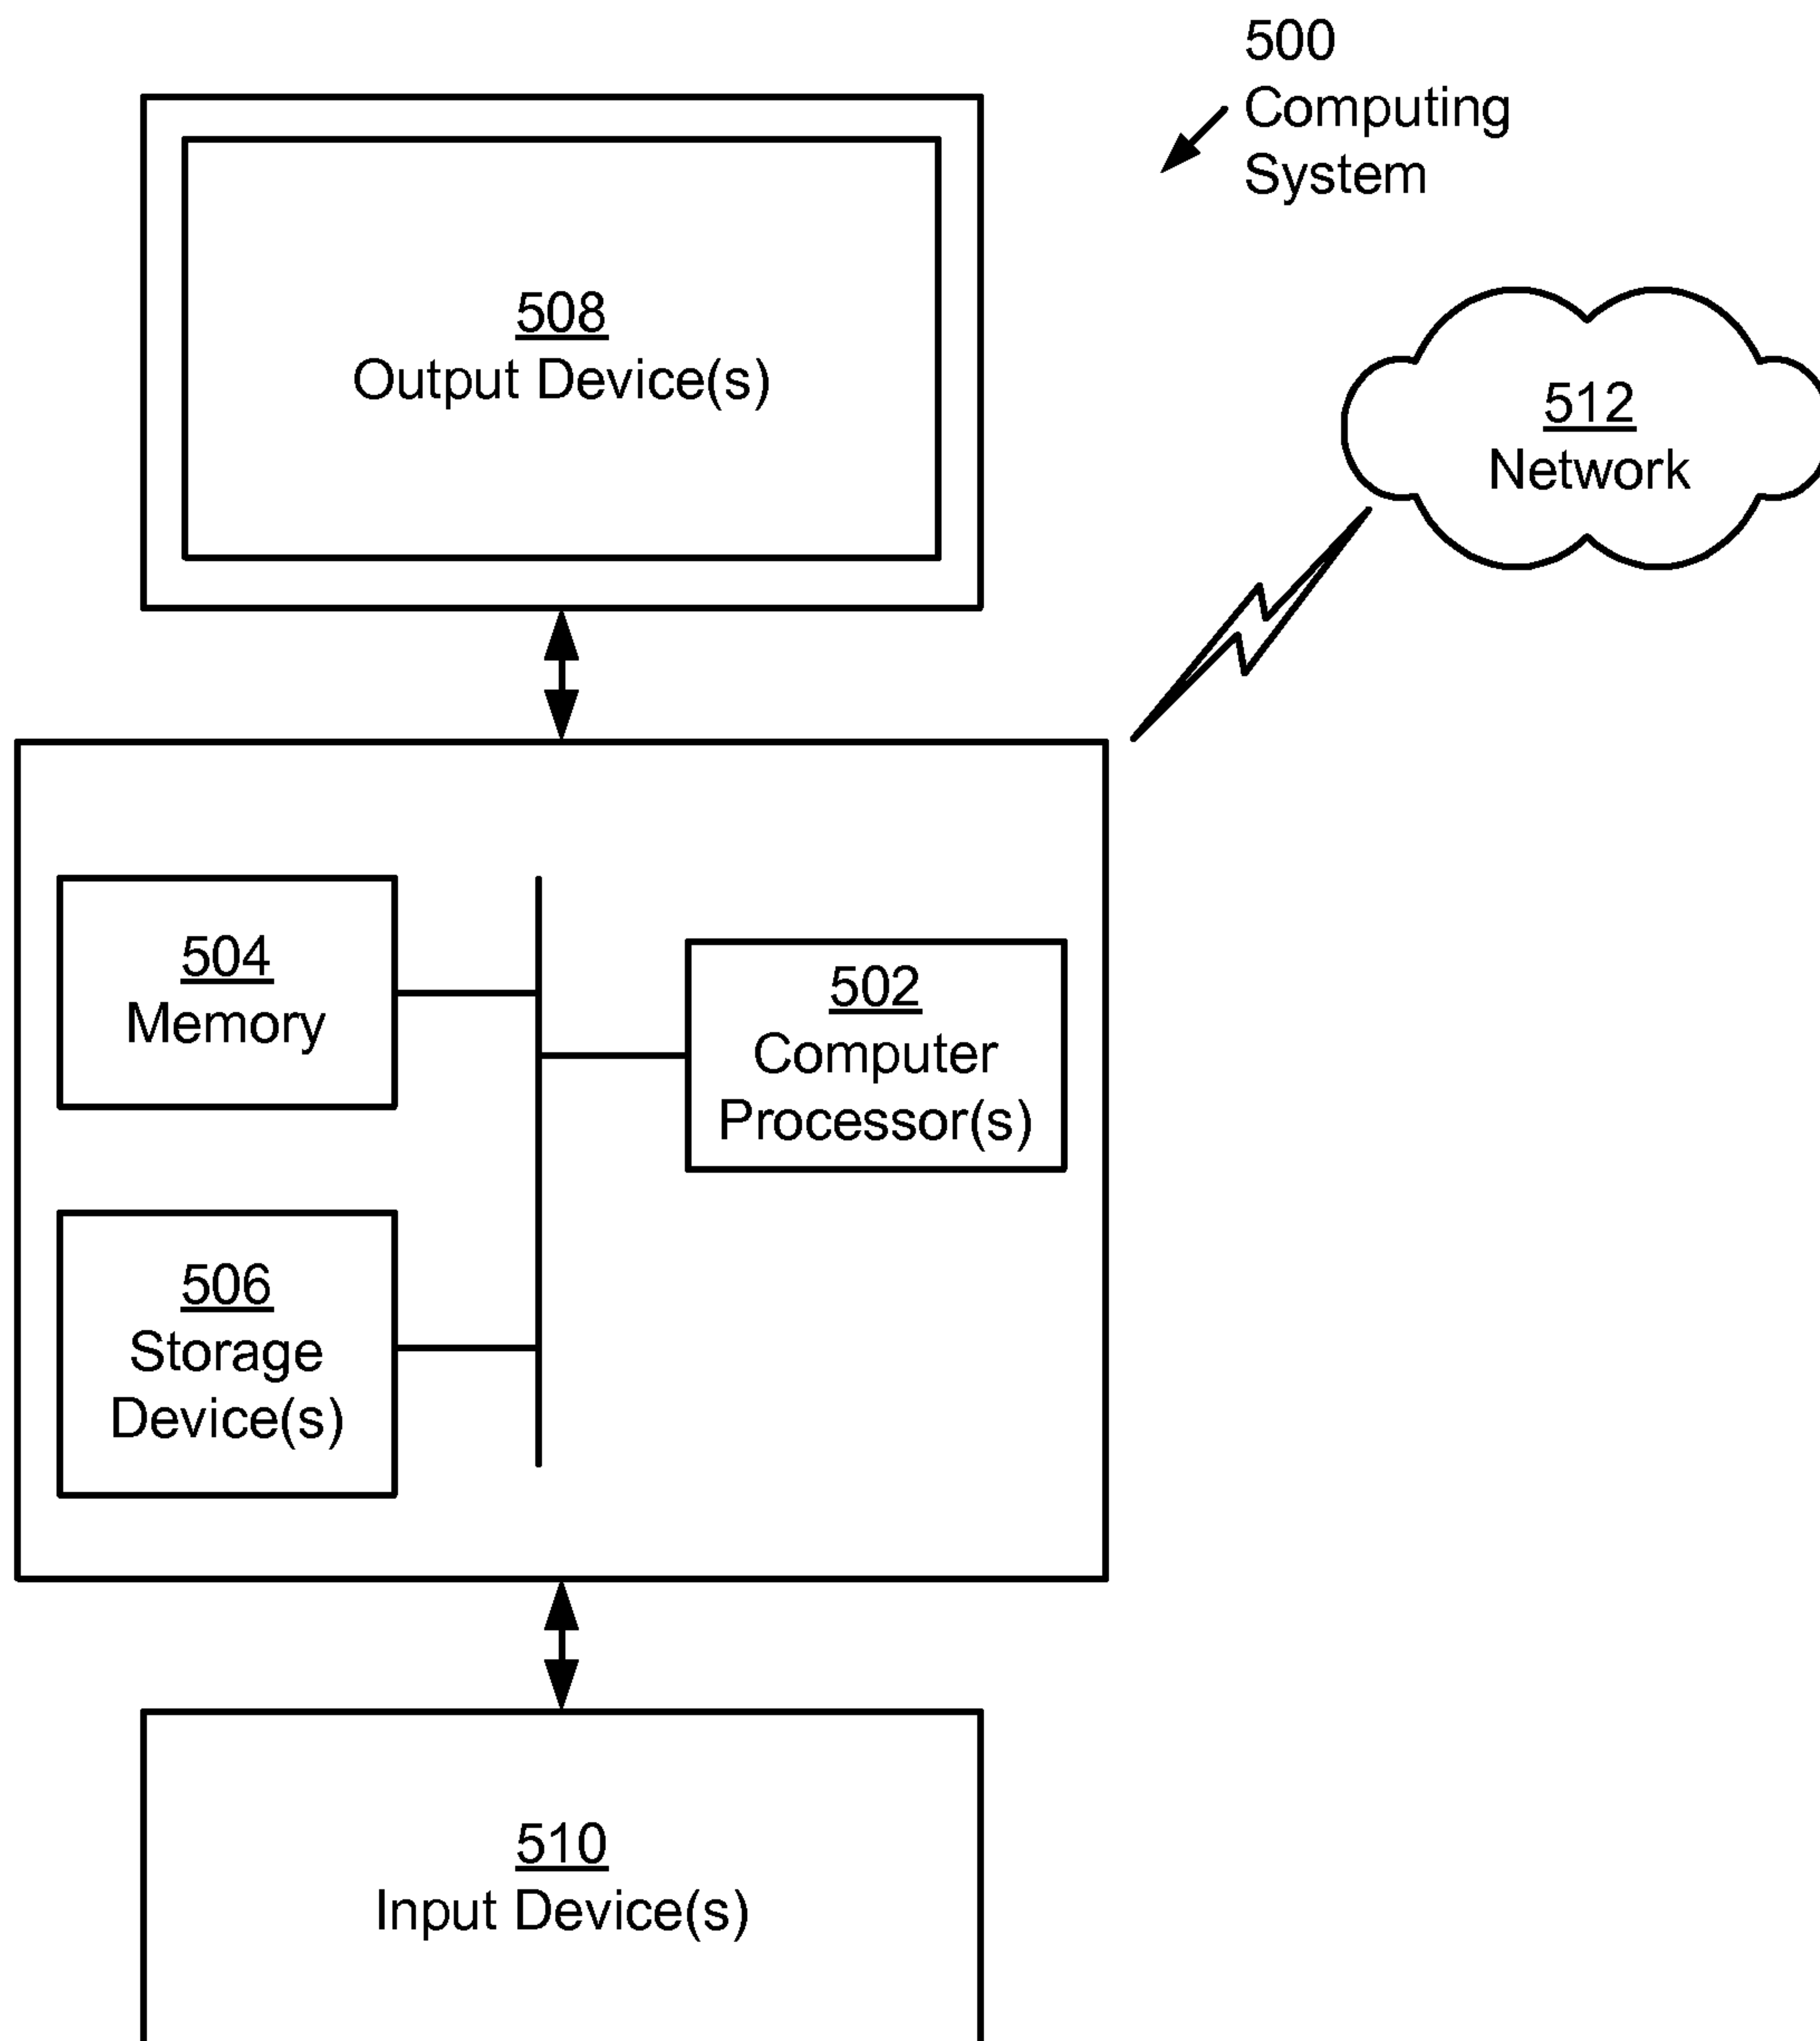 500
Computing
System
508
Output Device(s)
512
Network
504
Memory
502
Computer
Processor(s)
506
Storage
Device(s)
510
Input Device(s)